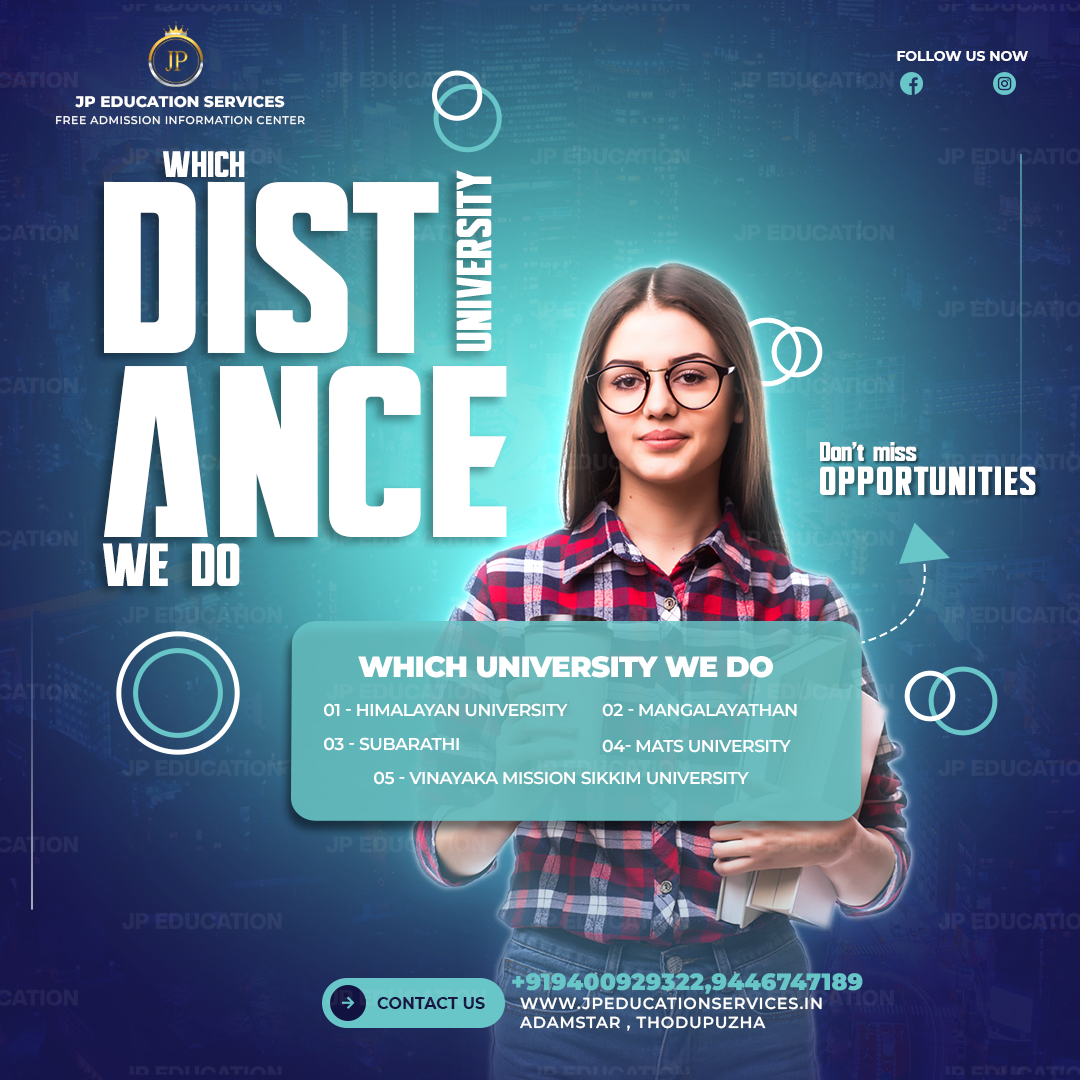 JP
JP EDUCATION SERVICES
FREE ADMISSION INFORMATION CENTER
FOLLOW US NOW
WHICH
DIST
ANCE
UNIVERSITY
WE DO
Don't miss
OPPORTUNITIES
WHICH UNIVERSITY WE DO
01 - HIMALAYAN UNIVERSITY
02 - MANGALAYATHAN
03 - SUBARATHI
04- MATS UNIVERSITY
05 - VINAYAKA MISSION SIKKIM UNIVERSITY
CONTACT US
+919400929322,9446747189
WWW.JPEDUCATIONSERVICES.IN
ADAMSTAR , THODUPUZHA
JP EDUCATION